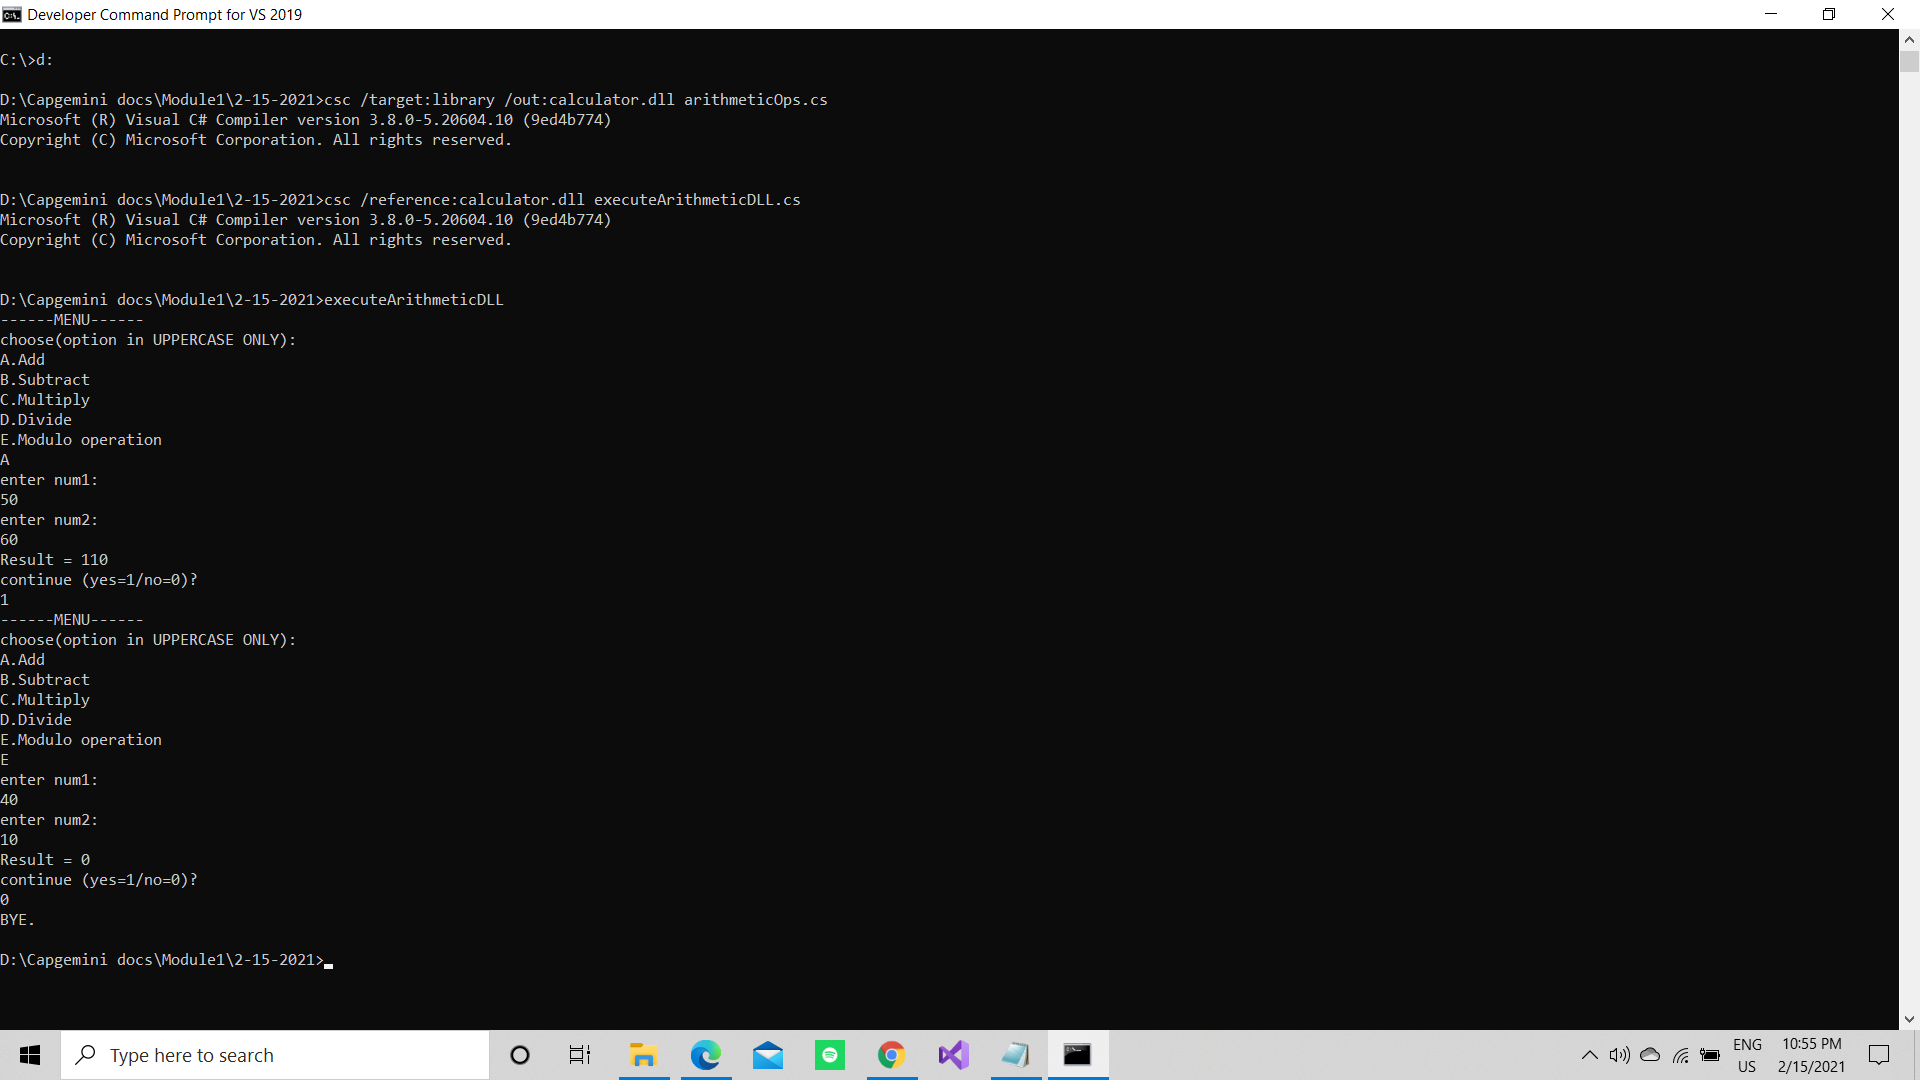 Developer Command Prompt for VS 2019
C:\>d:
D:\Capgemini docs\Module1\2-15-2021>csc /target:library /out:calculator.dll arithmeticOps.cs
Microsoft (R) Visual C# Compiler version 3.8.0-5.20604.10 (9ed4b774)
Copyright (C) Microsoft Corporation. All rights reserved.
D:\Capgemini docs\Module1\2-15-2021>csc /reference:calculator.dll executeArithmeticDLL.cs
Microsoft (R) Visual C# Compiler version 3.8.0-5.20604.10 (9ed4b774)
Copyright (C) Microsoft Corporation. All rights reserved.
D:\Capgemini docs\Module1\2-15-2021>executeArithmeticDLL
------MENU------
choose(option in UPPERCASE ONLY):
A.Add
B.Subtract
C.Multiply
D.Divide
E.Modulo operation
A
enter num1:
50
enter num2:
60
Result = 110
continue (yes=1/no=0)?
1
------MENU------
choose(option in UPPERCASE ONLY):
A.Add
B.Subtract
C.Multiply
D.Divide
E.Modulo operation
E
enter num1:
40
enter num2:
10
Result = 0
continue (yes=1/no=0)?
0
BYE.
D:\Capgemini docs\Module1\2-15-2021>
Type here to search
ENG
US
10:55 PM
2/15/2021